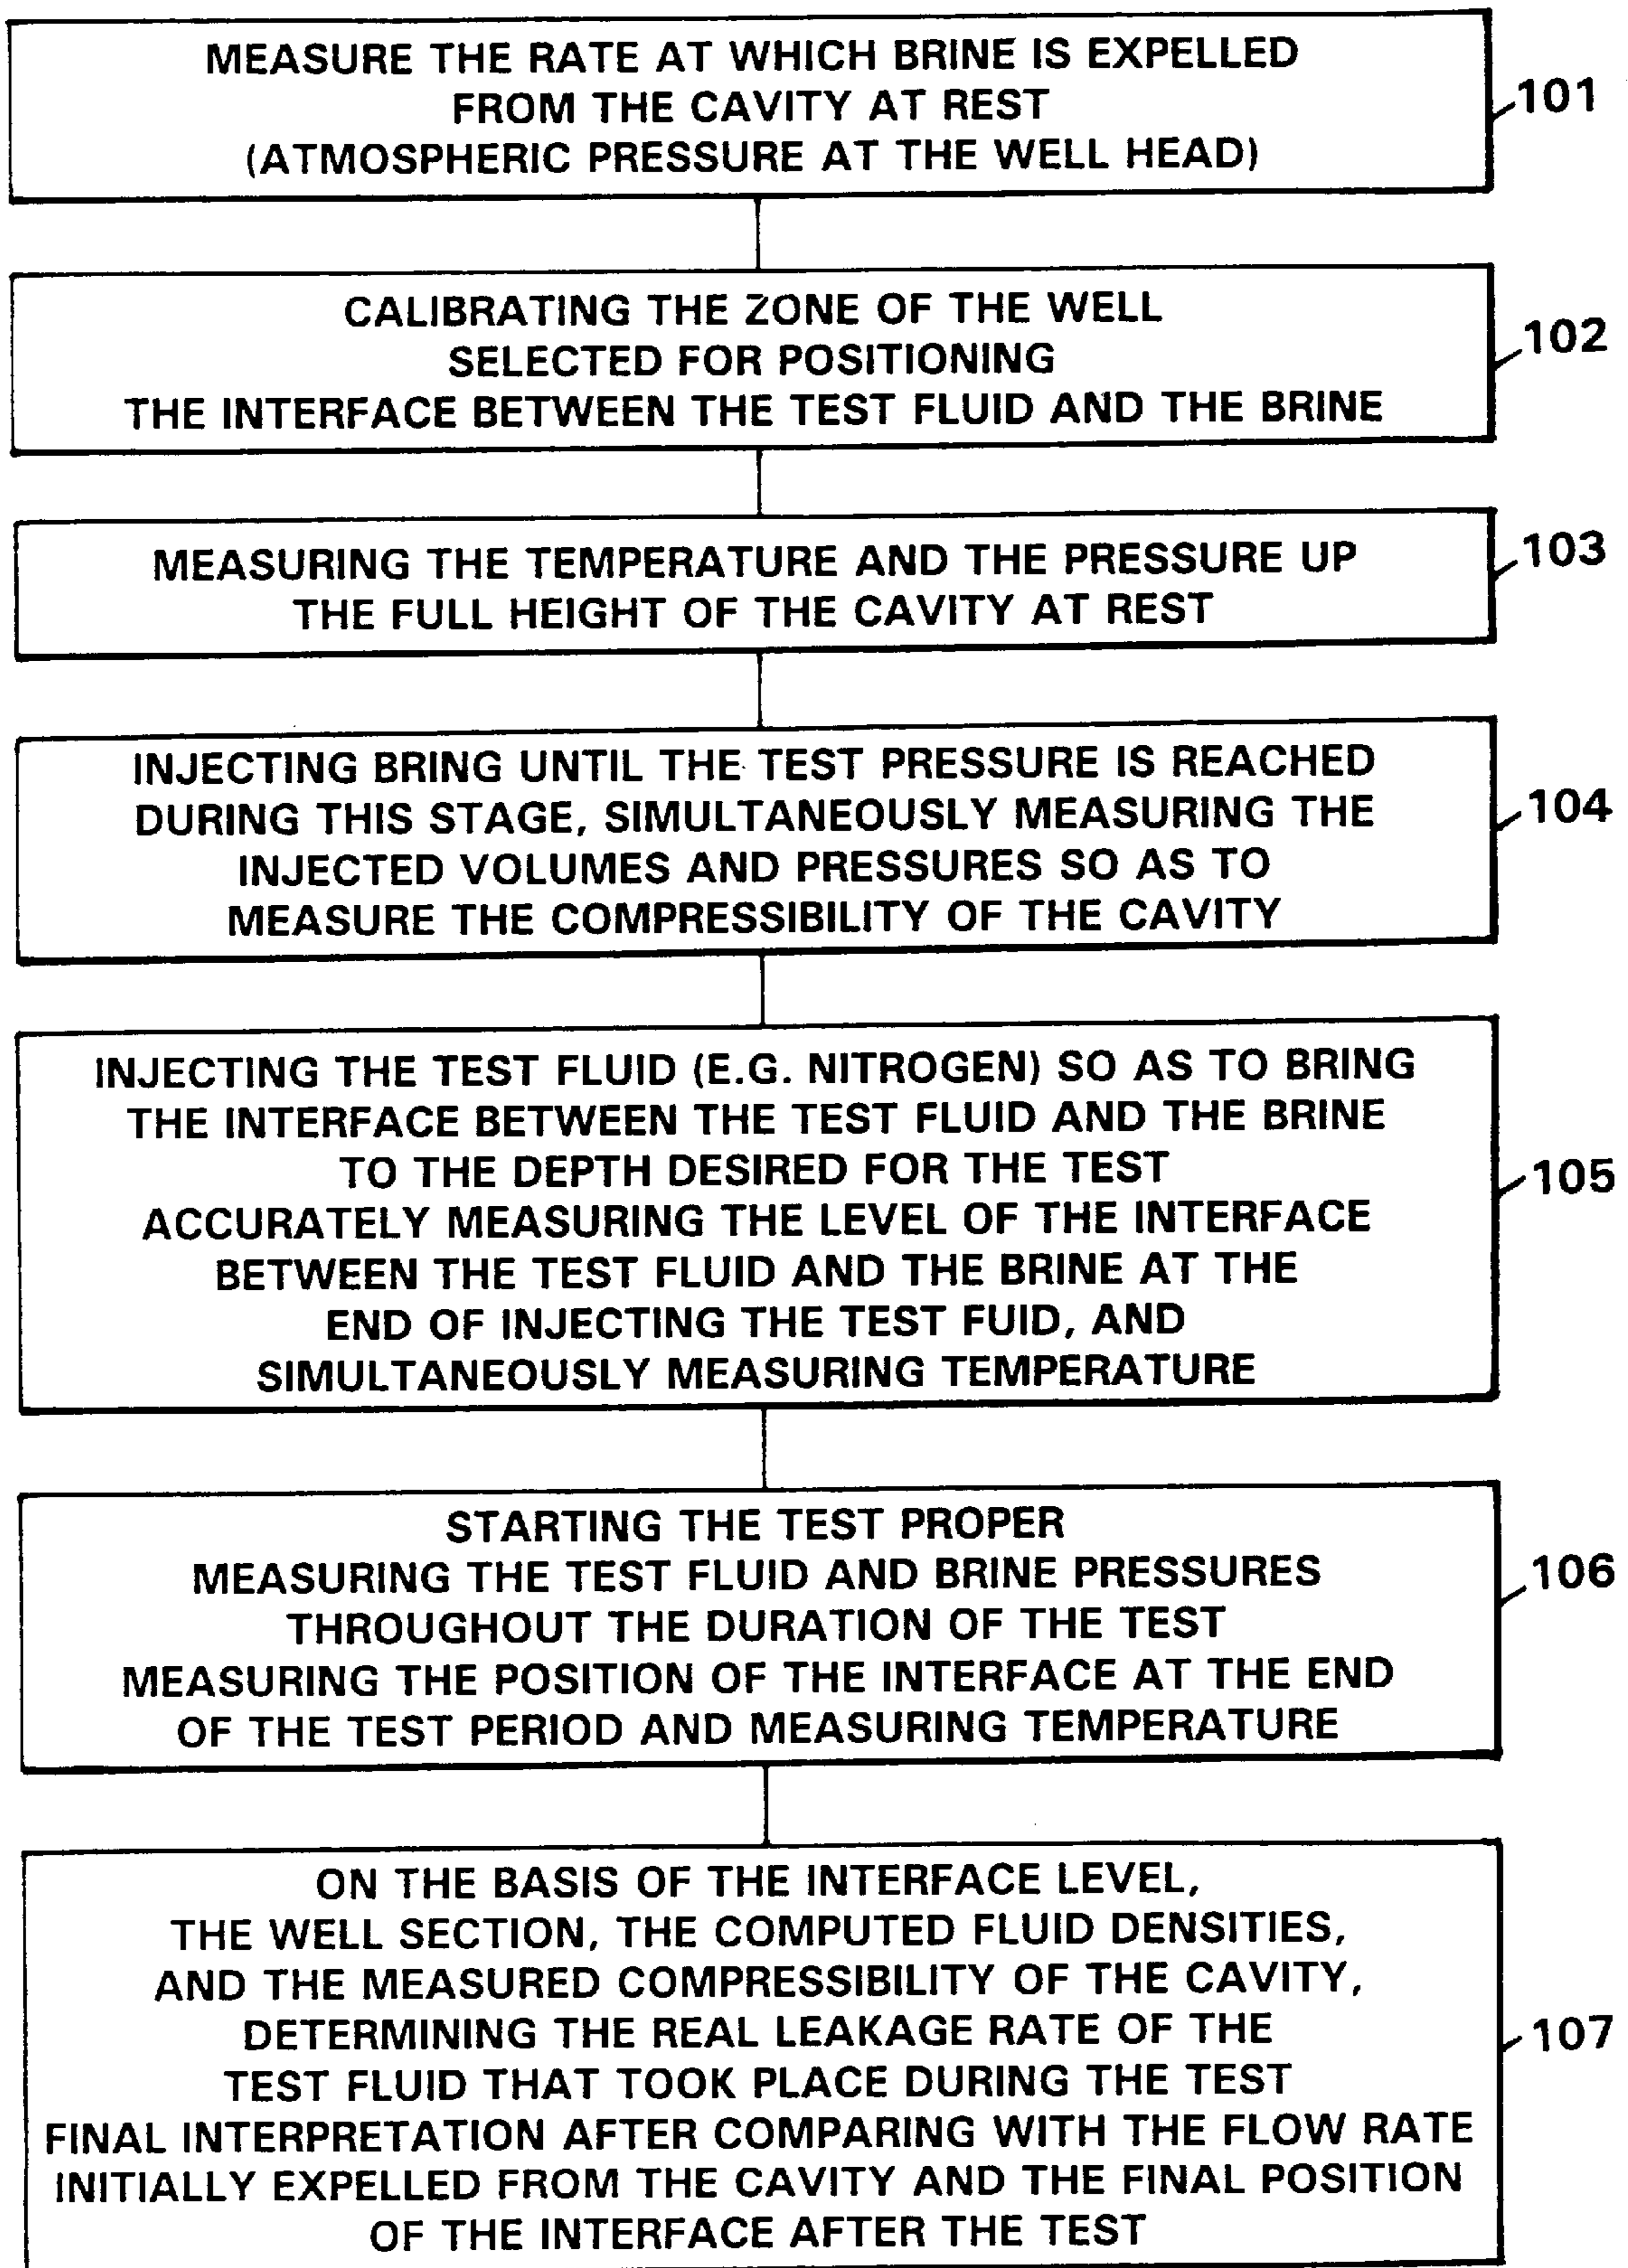 MEASURE THE RATE AT WHICH BRINE IS EXPELLED
FROM THE CAVITY AT REST
(ATMOSPHERIC PRESSURE AT THE WELL HEAD)
101
CALIBRATING THE ZONE OF THE WELL
SELECTED FOR POSITIONING
THE INTERFACE BETWEEN THE TEST FLUID AND THE BRINE
102
MEASURING THE TEMPERATURE AND THE PRESSURE UP
THE FULL HEIGHT OF THE CAVITY AT REST
103
INJECTING BRING UNTIL THE TEST PRESSURE IS REACHED
DURING THIS STAGE, SIMULTANEOUSLY MEASURING THE
INJECTED VOLUMES AND PRESSURES SO AS TO
MEASURE THE COMPRESSIBILITY OF THE CAVITY
104
INJECTING THE TEST FLUID (E.G. NITROGEN) SO AS TO BRING
THE INTERFACE BETWEEN THE TEST FLUID AND THE BRINE
TO THE DEPTH DESIRED FOR THE TEST
ACCURATELY MEASURING THE LEVEL OF THE INTERFACE
BETWEEN THE TEST FLUID AND THE BRINE AT THE
END OF INJECTING THE TEST FUID, AND
SIMULTANEOUSLY MEASURING TEMPERATURE
105
STARTING THE TEST PROPER
MEASURING THE TEST FLUID AND BRINE PRESSURES
THROUGHOUT THE DURATION OF THE TEST
MEASURING THE POSITION OF THE INTERFACE AT THE END
OF THE TEST PERIOD AND MEASURING TEMPERATURE
106
ON THE BASIS OF THE INTERFACE LEVEL,
THE WELL SECTION, THE COMPUTED FLUID DENSITIES,
AND THE MEASURED COMPRESSIBILITY OF THE CAVITY,
DETERMINING THE REAL LEAKAGE RATE OF THE
TEST FLUID THAT TOOK PLACE DURING THE TEST
FINAL INTERPRETATION AFTER COMPARING WITH THE FLOW RATE
INITIALLY EXPELLED FROM THE CAVITY AND THE FINAL POSITION
OF THE INTERFACE AFTER THE TEST
107